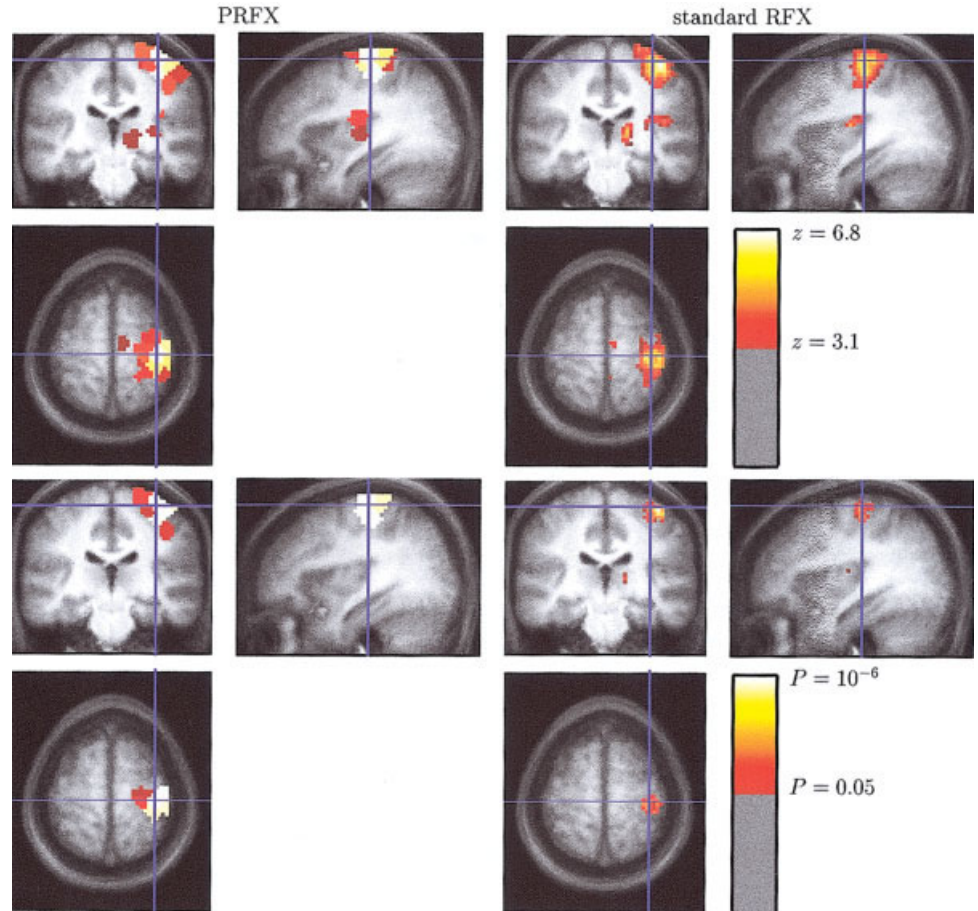 PRFX
standard RFX
z = 6.8
z = 3.1
P = 10⁻⁶
P = 0.05